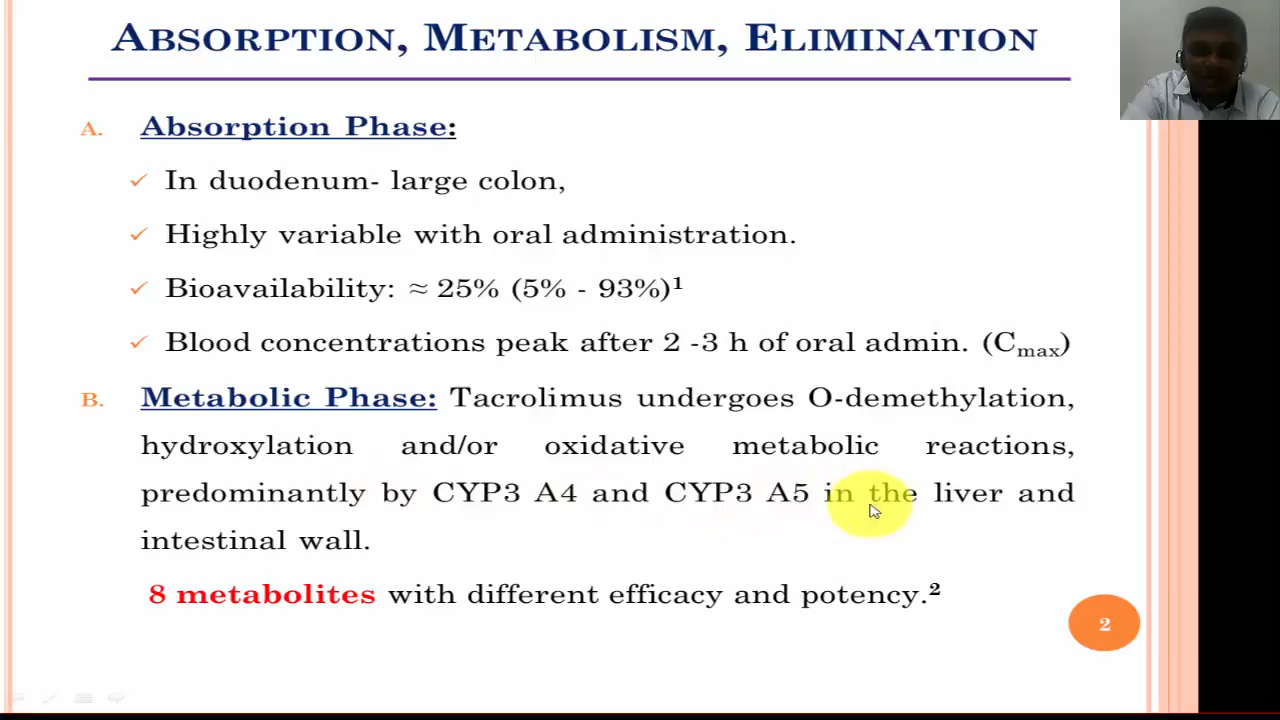 ABSORPTION, METABOLISM, ELIMINATION
A. Absorption Phase:
✓ In duodenum- large colon,
✓ Highly variable with oral administration.
✓ Bioavailability: ≈ 25% (5% - 93%)¹
✓ Blood concentrations peak after 2 -3 h of oral admin. (Cmax)
B. Metabolic Phase: Tacrolimus undergoes O-demethylation,
hydroxylation and/or oxidative metabolic reactions,
predominantly by CYP3 A4 and CYP3 A5 in the liver and
intestinal wall.
8 metabolites with different efficacy and potency.²
2